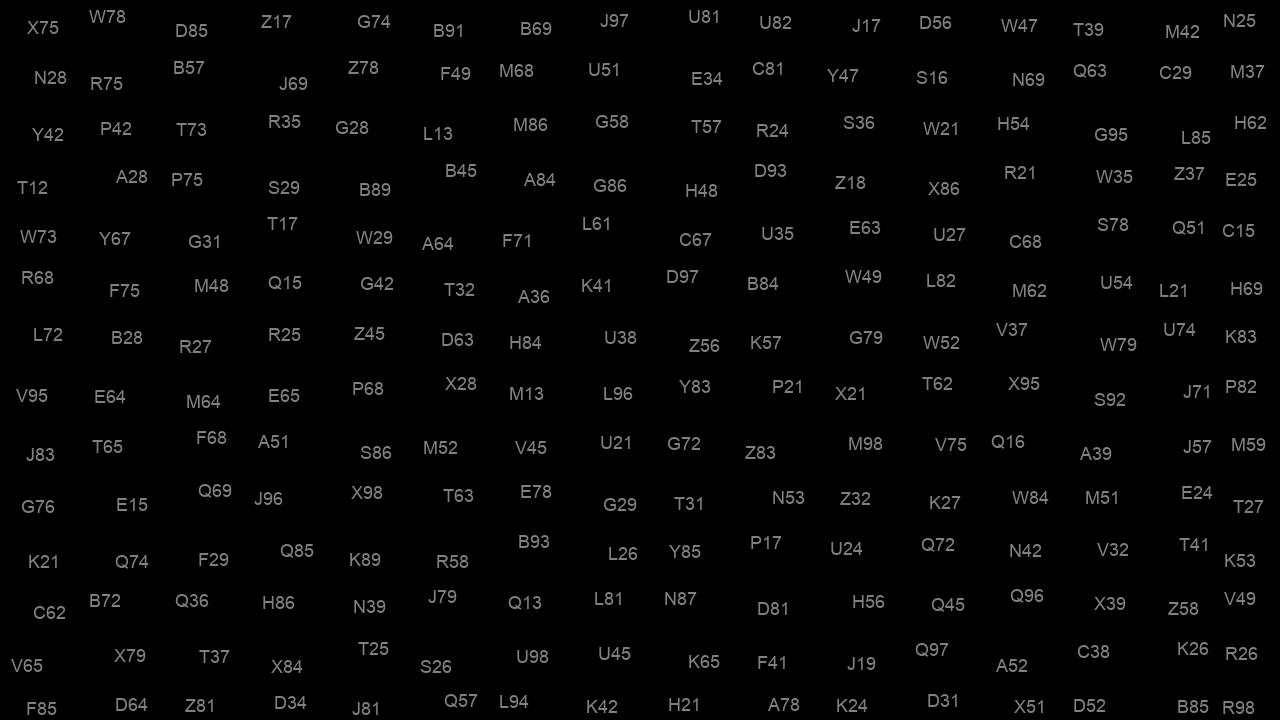 X75 W78 D85 Z17 G74 B91 B69 J97 U81 U82 J17 D56 W47 T39 M42 N25
N28 R75 B57 J69 Z78 F49 M68 U51 E34 C81 Y47 S16 N69 Q63 C29 M37
Y42 P42 T73 R35 G28 L13 M86 G58 T57 R24 S36 W21 H54 G95 L85 H62
T12 A28 P75 S29 B89 B45 A84 G86 H48 D93 Z18 X86 R21 W35 Z37 E25
W73 Y67 G31 T17 W29 A64 F71 L61 C67 U35 E63 U27 C68 S78 Q51 C15
R68 F75 M48 Q15 G42 T32 A36 K41 D97 B84 W49 L82 M62 U54 L21 H69
L72 B28 R27 R25 Z45 D63 H84 U38 Z56 K57 G79 W52 V37 W79 U74 K83
V95 E64 M64 E65 P68 X28 M13 L96 Y83 P21 X21 T62 X95 S92 J71 P82
J83 T65 F68 A51 S86 M52 V45 U21 G72 Z83 M98 V75 Q16 A39 J57 M59
G76 E15 Q69 J96 X98 T63 E78 G29 T31 N53 Z32 K27 W84 M51 E24 T27
K21 Q74 F29 Q85 K89 R58 B93 L26 Y85 P17 U24 Q72 N42 V32 T41 K53
C62 B72 Q36 H86 N39 J79 Q13 L81 N87 D81 H56 Q45 Q96 X39 Z58 V49
V65 X79 T37 X84 T25 S26 U98 U45 K65 F41 J19 Q97 A52 C38 K26 R26
F85 D64 Z81 D34 J81 Q57 L94 K42 H21 A78 K24 D31 X51 D52 B85 R98